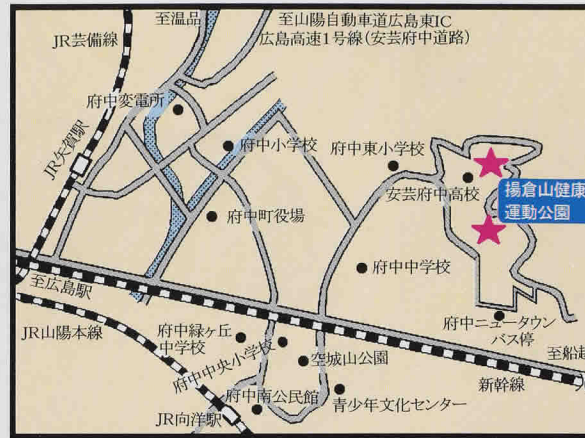 至温品
至山陽自動車道広島東IC
広島高速1号線(安芸府中道路)
JR芸備線
府中変電所
JR矢賀駅
府中小学校
府中東小学校
安芸府中高校
揚倉山健康
運動公園
府中町役場
府中中学校
至広島駅
府中ニュータウン
バス停
JR山陽本線
府中緑ヶ丘
中学校
府中中央小学校
空城山公園
至船越
新幹線
府中南公民館
青少年文化センター
JR向洋駅